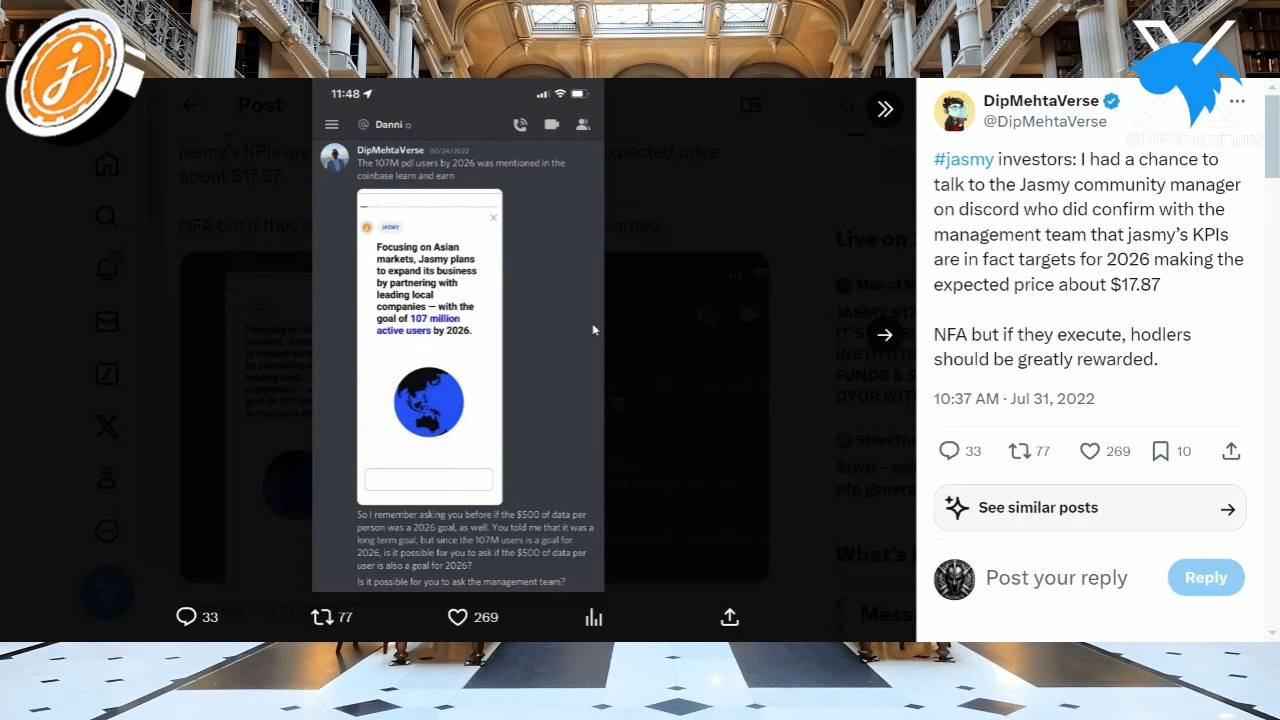 j
11:48
@ Danni
DipMehtaVerse 02/24/2022
The 107M pdl users by 2026 was mentioned in the
coinbase learn and earn
JASMY
Focusing on Asian
markets, Jasmy plans
to expand its business
by partnering with
leading local
companies — with the
goal of 107 million
active users by 2026.
So I remember asking you before if the $500 of data per
person was a 2026 goal, as well. You told me that it was a
long term goal, but since the 107M users is a goal for
2026, is it possible for you to ask if the $500 of data per
user is also a goal for 2026?
Is it possible for you to ask the management team?
33
77
269
Post
jasmy's KPIs are
about $17.87
NFA but if they e
xpected price
warded.
Live on
What's
Mess
DipMehtaVerse
@DipMehtaVerse
#jasmy investors: I had a chance to
talk to the Jasmy community manager
on discord who did confirm with the
management team that jasmy's KPIs
are in fact targets for 2026 making the
expected price about $17.87
NFA but if they execute, hodlers
should be greatly rewarded.
10:37 AM · Jul 31, 2022
33
77
269
10
See similar posts
Post your reply
Reply